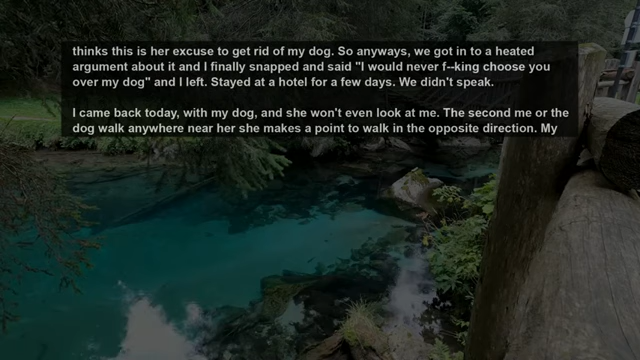 thinks this is her excuse to get rid of my dog. So anyways, we got in to a heated
argument about it and I finally snapped and said "I would never f--king choose you
over my dog" and I left. Stayed at a hotel for a few days. We didn't speak.
I came back today, with my dog, and she won't even look at me. The second me or the
dog walk anywhere near her she makes a point to walk in the opposite direction. My